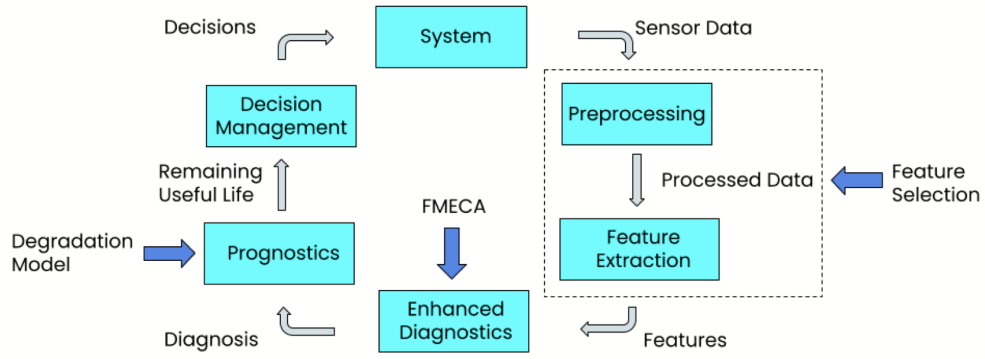 Decisions
System
Sensor Data
Decision
Management
Preprocessing
Remaining
Useful Life
Processed Data
Feature
Selection
FMECA
Degradation
Model
Prognostics
Feature
Extraction
Enhanced
Diagnostics
Diagnosis
Features